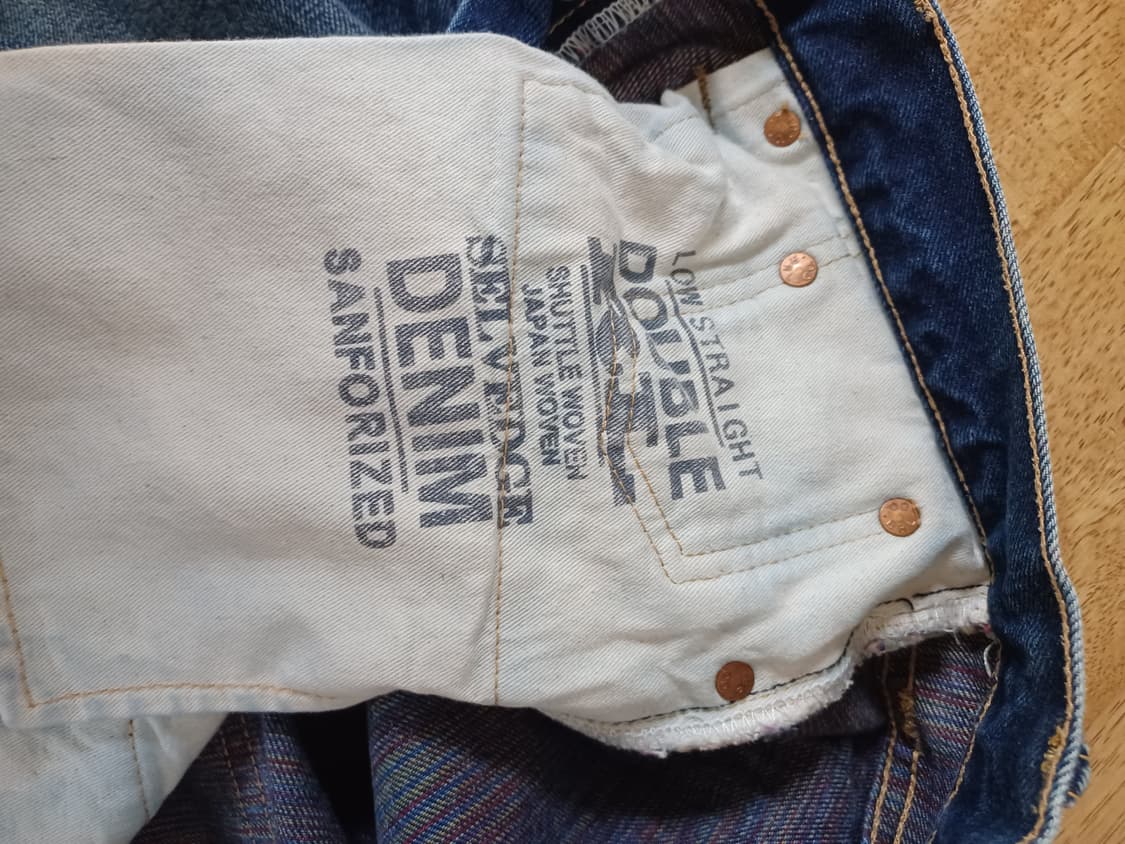 LOW STRAIGHT
DOUBLE
SHUTTLE WOVEN
JAPAN WOVEN
SELVEDGE
DENIM
SANFORIZED